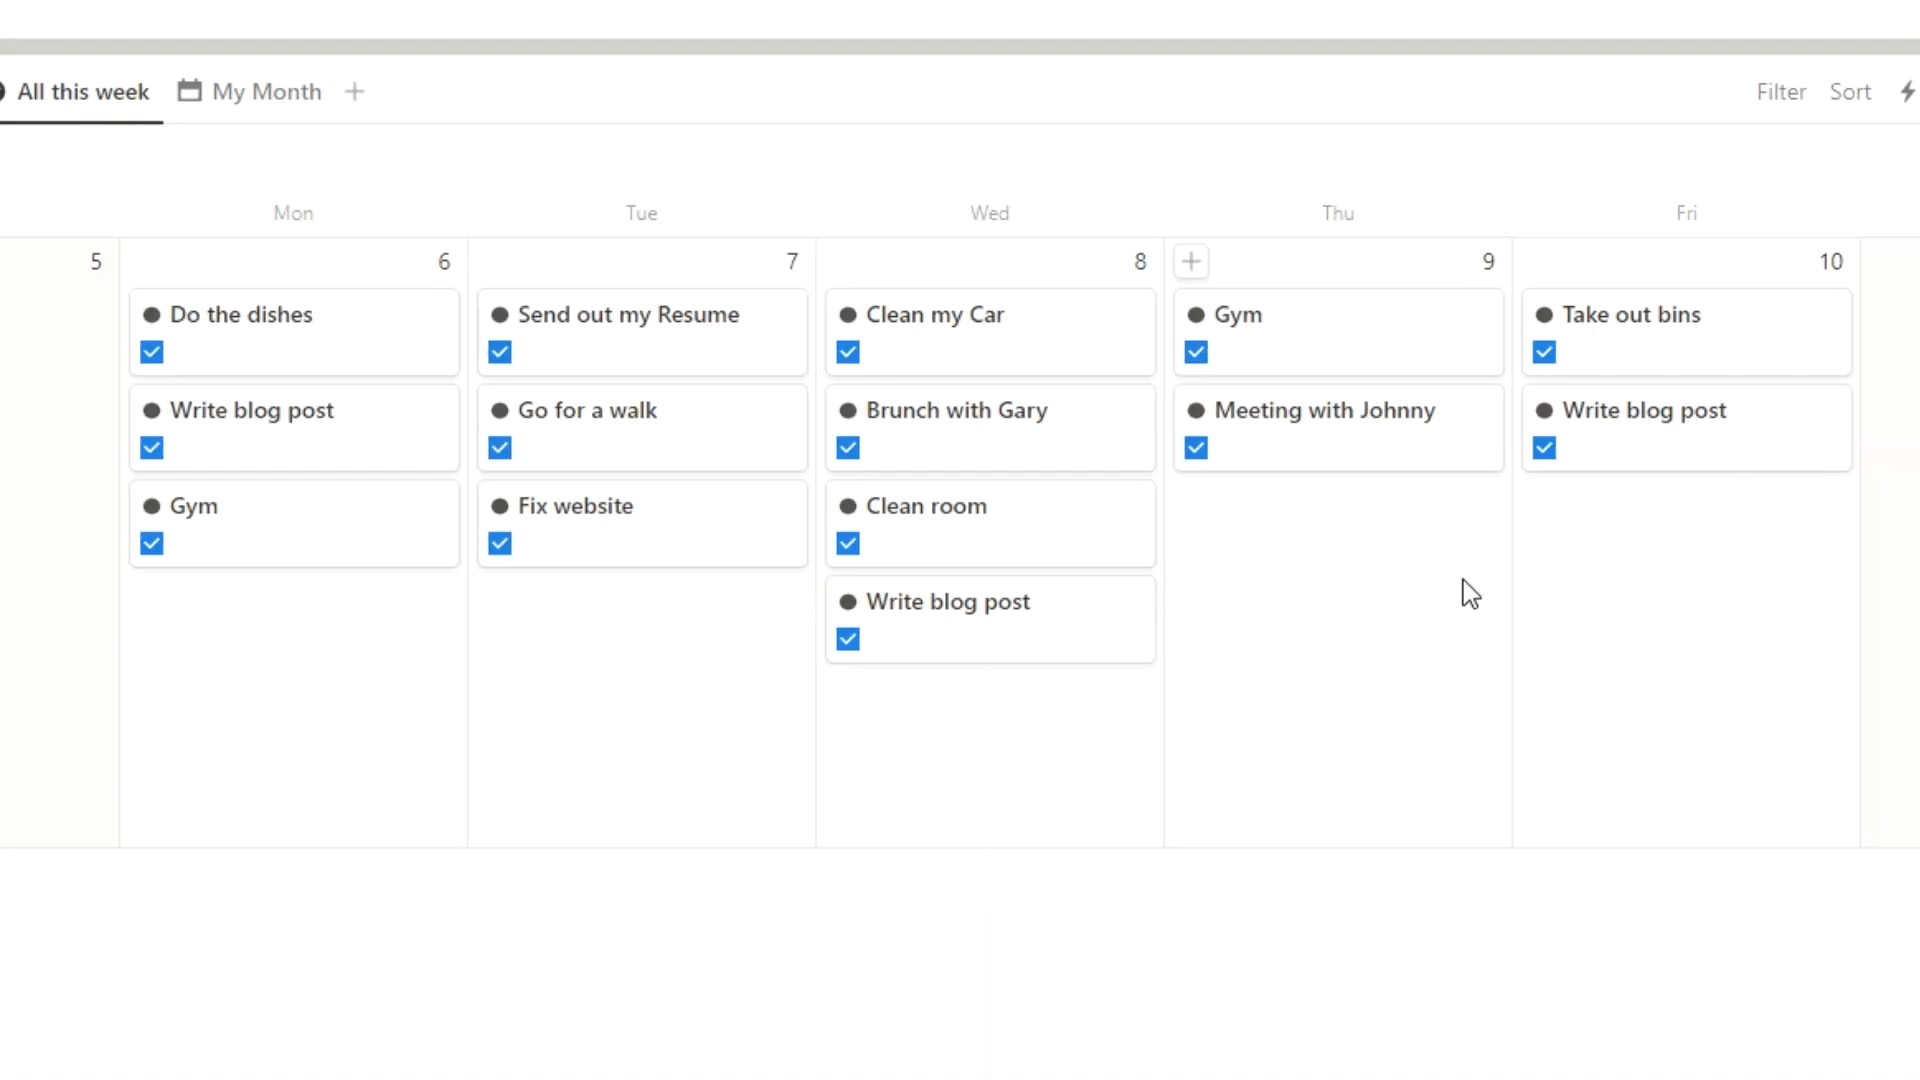 All this week My Month
Filter Sort
Mon Tue Wed Thu Fri
5 6 7 8 9 10
Do the dishes
Write blog post
Gym
Send out my Resume
Go for a walk
Fix website
Clean my Car
Brunch with Gary
Clean room
Write blog post
Gym
Meeting with Johnny
Take out bins
Write blog post